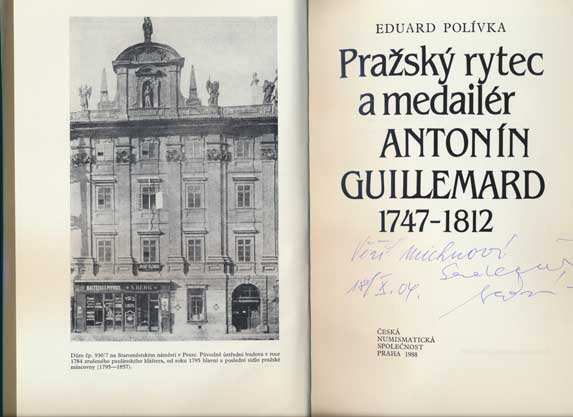 Dům čp. 930/7 na Staroměstském náměstí v Praze. Původně ústřední budova v roce
1784 zrušeného paulánského kláštera, od roku 1795 hlavní a poslední sídlo pražské
mincovny (1795—1857).
EDUARD POLÍVKA
Pražský rytec
a medailér
ANTONÍN
GUILLEMARD
1747-1812
ČESKÁ
NUMISMATICKÁ
SPOLEČNOST
PRAHA 1988